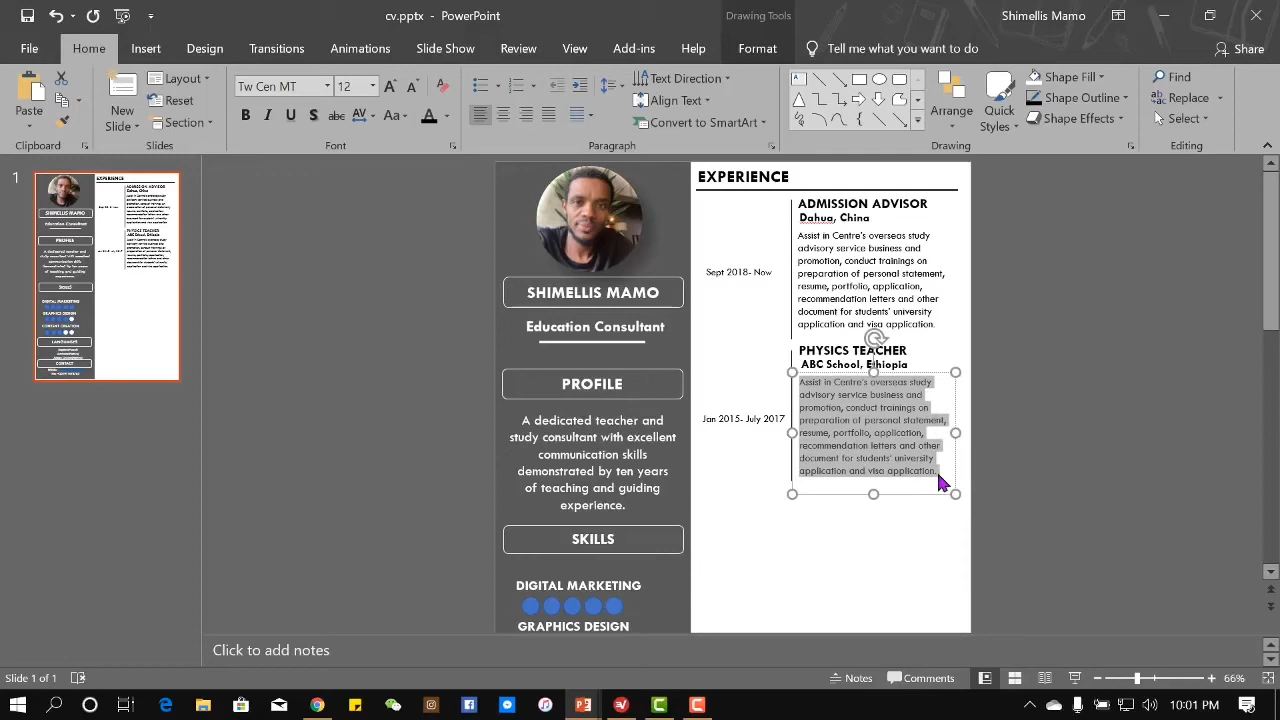 cv.pptx - PowerPoint
Drawing Tools
Shimellis Mamo
File
Home
Insert
Design
Transitions
Animations
Slide Show
Review
View
Add-ins
Help
Format
Tell me what you want to do
Share
Paste
New
Slide
Layout
Reset
Section
Tw Cen MT
12
B
I
U
S
abc
AV
Aa
A
Text Direction
Align Text
Convert to SmartArt
Arrange
Quick
Styles
Shape Fill
Shape Outline
Shape Effects
Find
Replace
Select
Clipboard
Slides
Font
Paragraph
Drawing
Editing
1
EXPERIENCE
ADMISSION ADVISOR
Dahua, China
Assist in Centre's overseas study
advisory service business and
promotion, conduct trainings on
preparation of personal statement,
resume, portfolio, application,
recommendation letters and other
document for students' university
application and visa application.
Sept 2018- Now
PHYSICS TEACHER
ABC School, Ethiopia
Assist in Centre's overseas study
advisory service business and
promotion, conduct trainings on
preparation of personal statement,
resume, portfolio, application,
recommendation letters and other
document for students' university
application and visa application.
Jan 2015- July 2017
SHIMELLIS MAMO
Education Consultant
PROFILE
A dedicated teacher and
study consultant with excellent
communication skills
demonstrated by ten years
of teaching and guiding
experience.
SKILLS
DIGITAL MARKETING
GRAPHICS DESIGN
Click to add notes
Slide 1 of 1
Notes
Comments
66%
10:01 PM